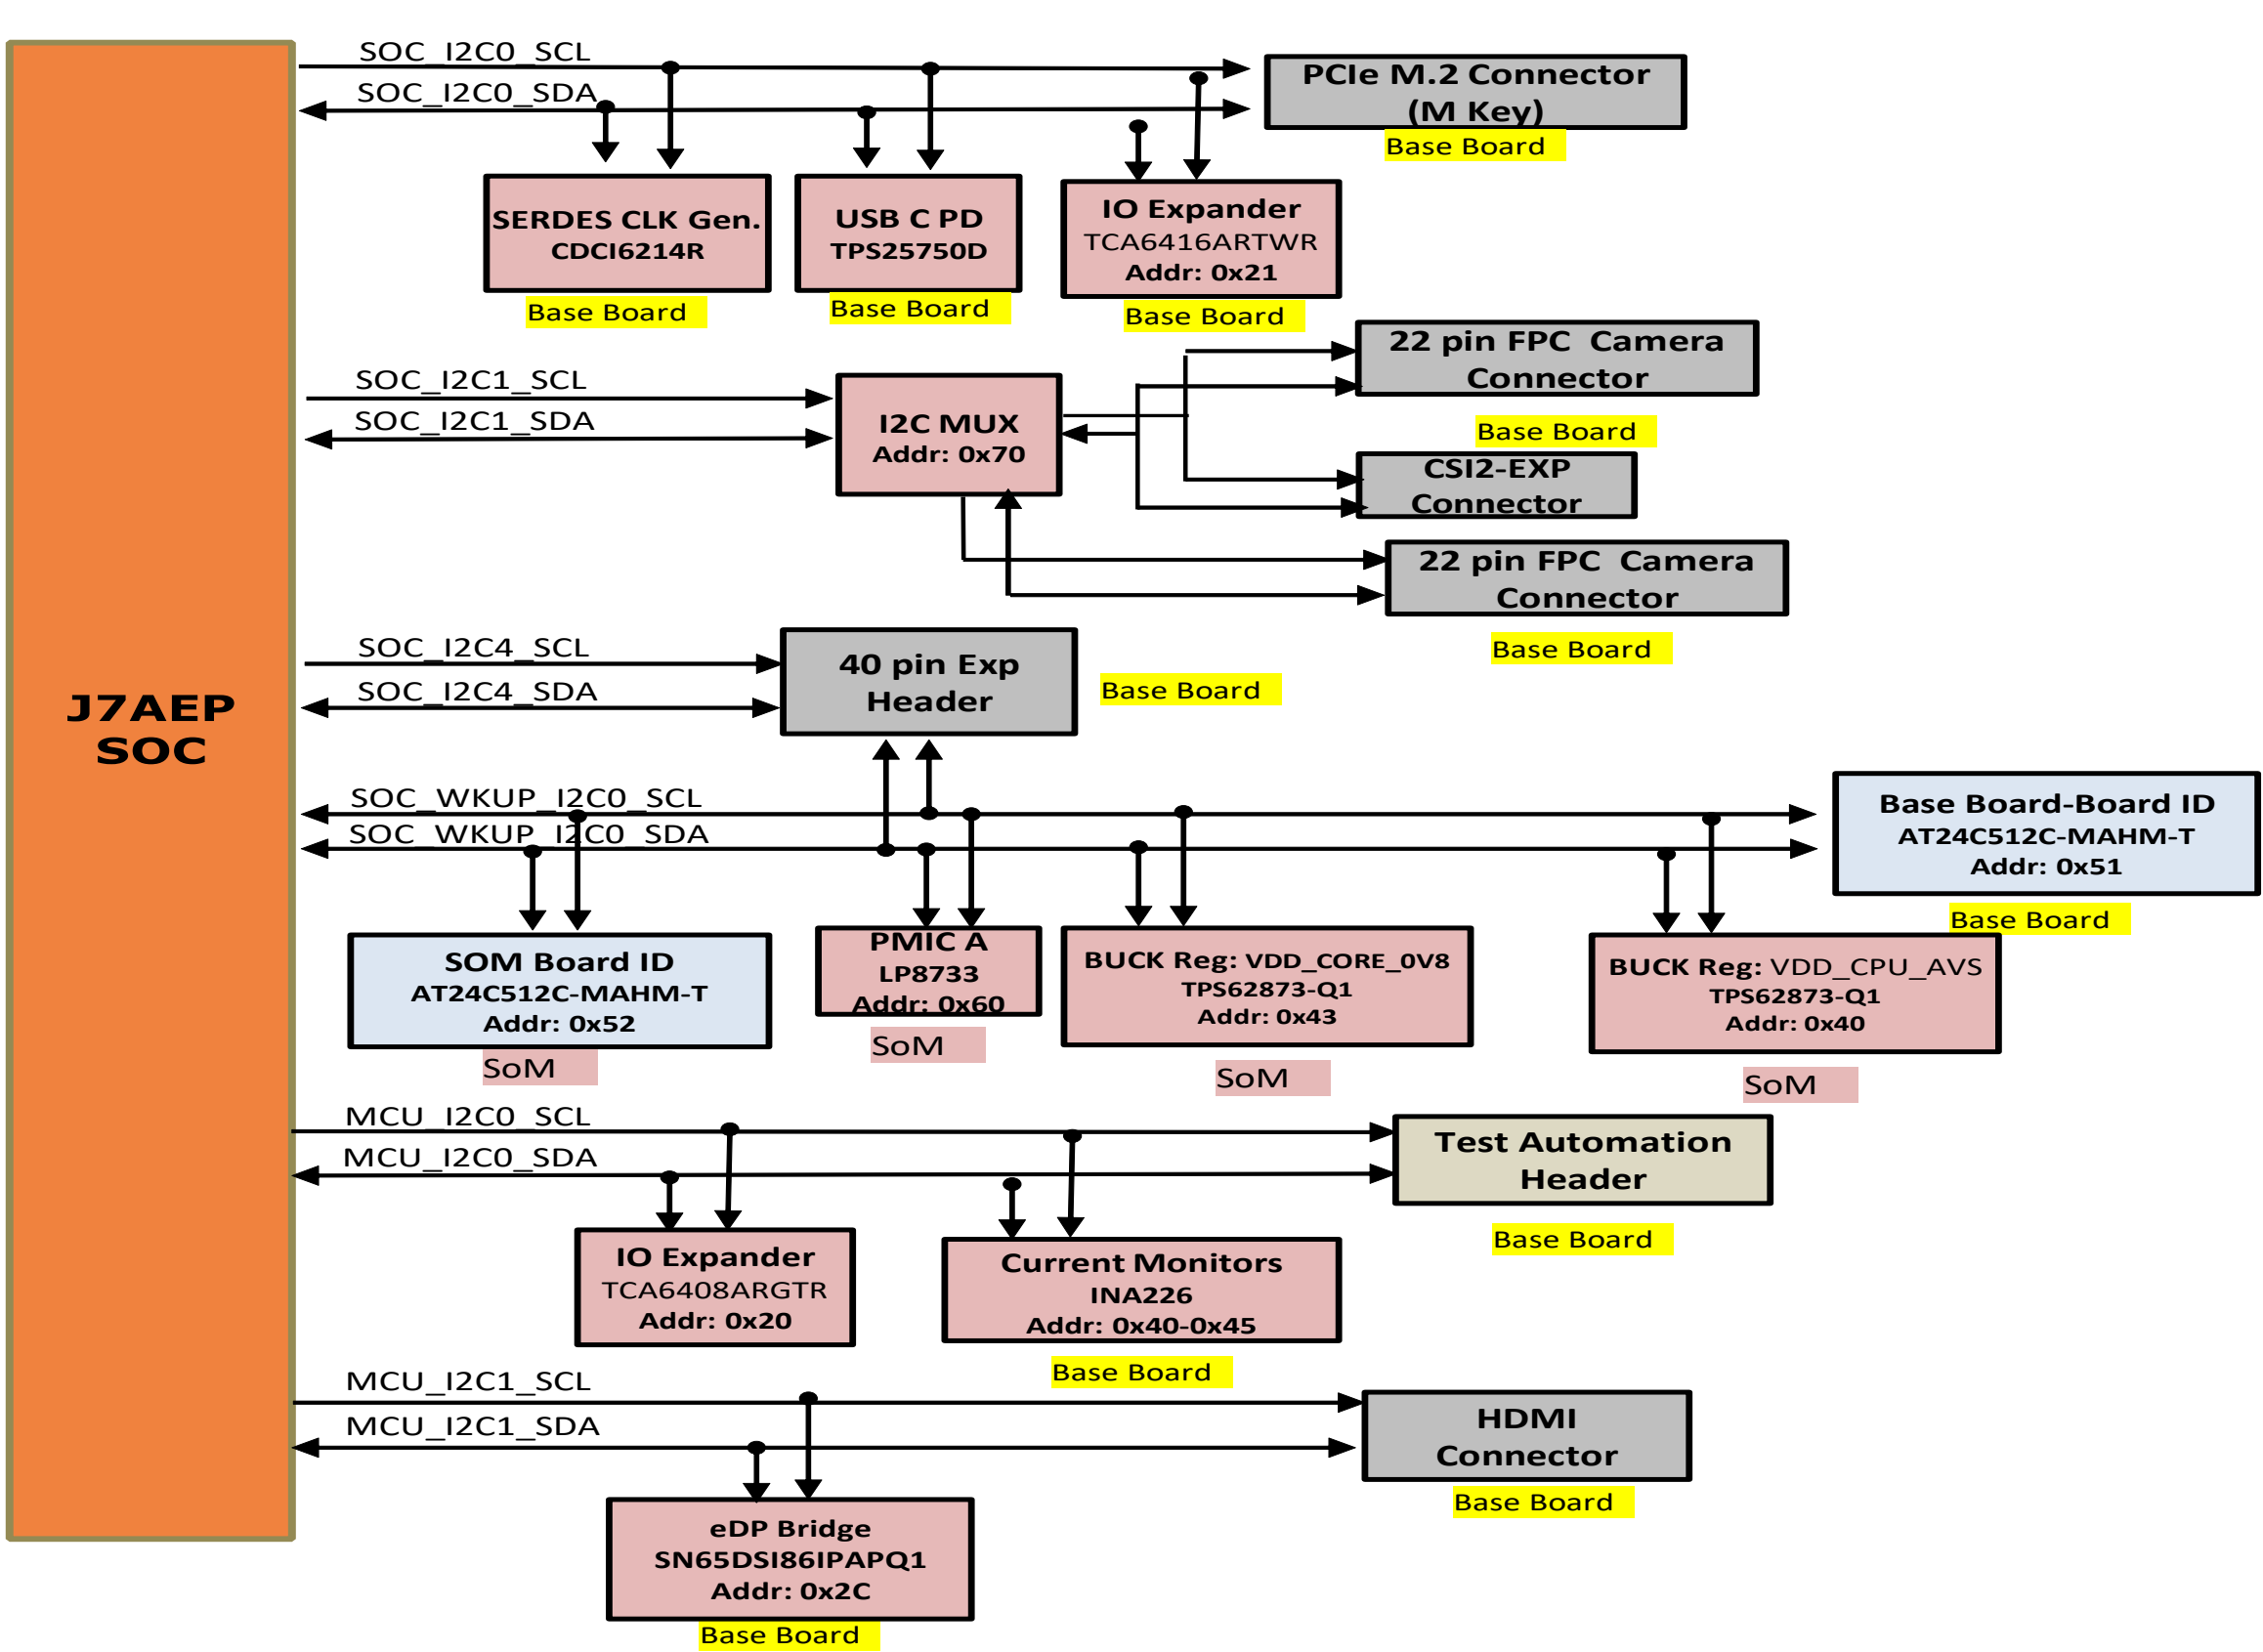 J7AEP
SOC
SOC_I2C0_SCL
SOC_I2C0_SDA
PCIe M.2 Connector
(M Key)
Base Board
SERDES CLK Gen.
CDCI6214R
Base Board
USB C PD
TPS25750D
Base Board
IO Expander
TCA6416ARTWR
Addr: 0x21
Base Board
SOC_I2C1_SCL
SOC_I2C1_SDA
I2C MUX
Addr: 0x70
22 pin FPC  Camera
Connector
Base Board
CSI2-EXP
Connector
22 pin FPC  Camera
Connector
Base Board
SOC_I2C4_SCL
SOC_I2C4_SDA
40 pin Exp
Header
Base Board
SOC_WKUP_I2C0_SCL
SOC_WKUP_I2C0_SDA
Base Board-Board ID
AT24C512C-MAHM-T
Addr: 0x51
Base Board
SOM Board ID
AT24C512C-MAHM-T
Addr: 0x52
SoM
PMIC A
LP8733
Addr: 0x60
SoM
BUCK Reg: VDD_CORE_0V8
TPS62873-Q1
Addr: 0x43
SoM
BUCK Reg: VDD_CPU_AVS
TPS62873-Q1
Addr: 0x40
SoM
MCU_I2C0_SCL
MCU_I2C0_SDA
Test Automation
Header
Base Board
IO Expander
TCA6408ARGTR
Addr: 0x20
Current Monitors
INA226
Addr: 0x40-0x45
Base Board
MCU_I2C1_SCL
MCU_I2C1_SDA
HDMI
Connector
Base Board
eDP Bridge
SN65DSI86IPAPQ1
Addr: 0x2C
Base Board